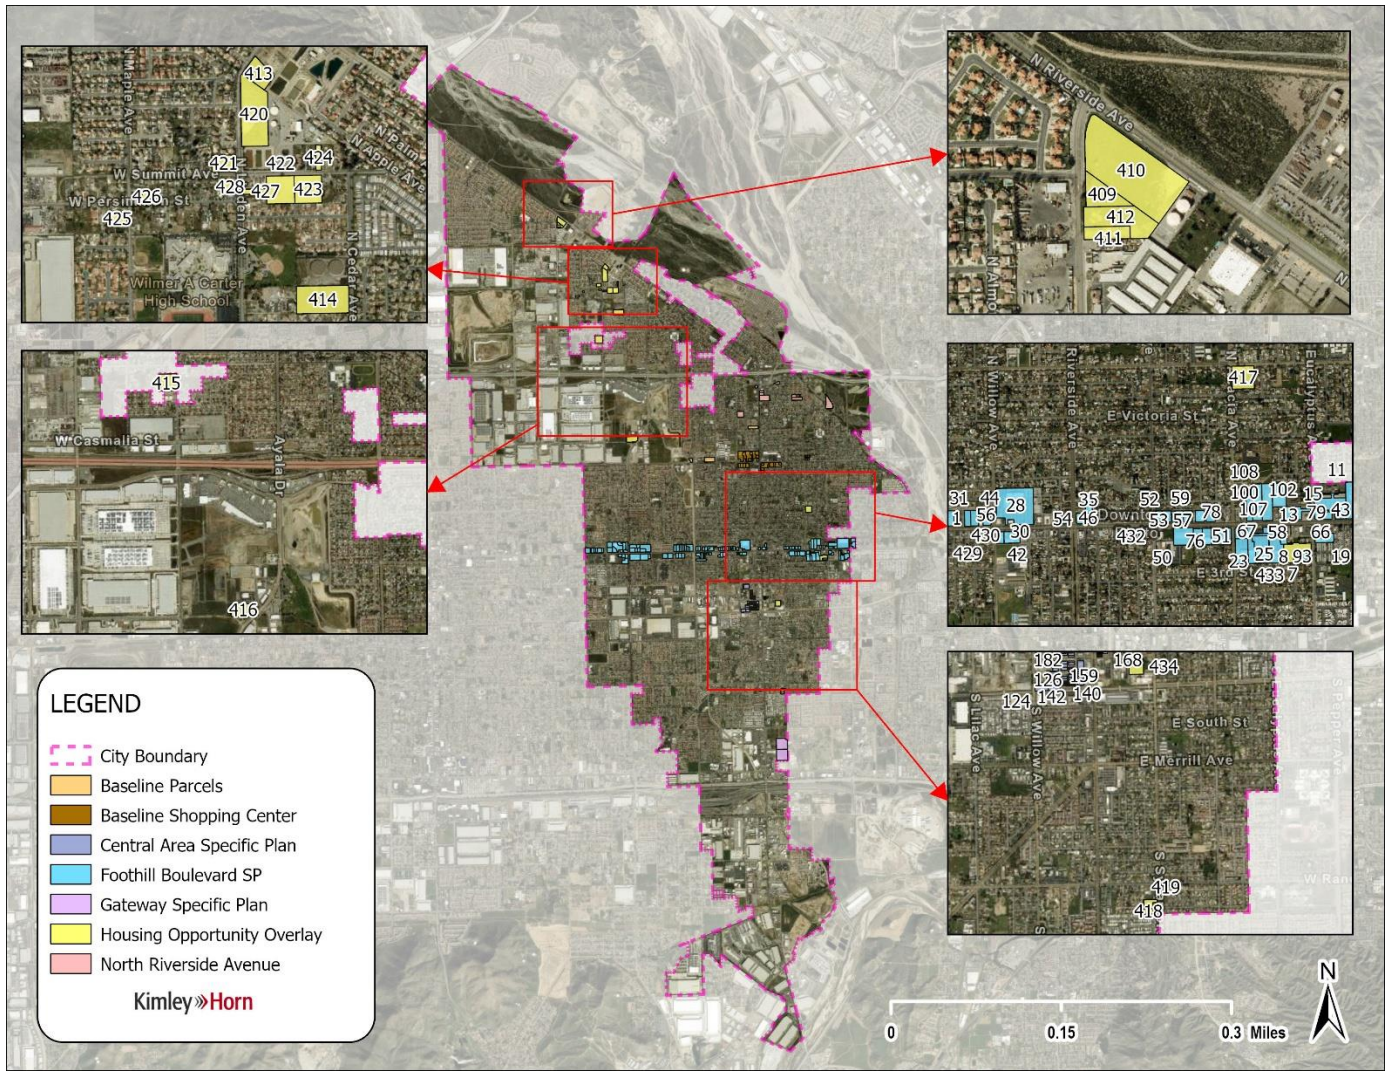 413
420
N Maple Ave
N Palm
N Apple Ave
421
422
424
W Summit Ave
428
427
423
426
W Persimmon St
425
N Linden Ave
N Cedar Ave
Wilmer A Carter
High School
414
415
W Casmalia St
Ayala Dr
416
N Riverside Ave
410
409
412
411
N Almo
N
417
N Willow Ave
Riverside Ave
N Acacia Ave
Eucalyptus A
E Victoria St
108
11
31
44
28
35
52
59
100
102
15
1
56
54
46
Downto
53
57
78
107
13
79
43
430
30
432
76
51
67
58
66
429
42
50
23
25
8
93
19
E 3rd St
433
7
182
168
434
126
159
124
142
140
S Lilac Ave
S Willow Ave
E South St
E Merrill Ave
S Pepper Ave
W Ran
S S
S
419
418
LEGEND
City Boundary
Baseline Parcels
Baseline Shopping Center
Central Area Specific Plan
Foothill Boulevard SP
Gateway Specific Plan
Housing Opportunity Overlay
North Riverside Avenue
Kimley»Horn
N
0 0.15 0.3 Miles